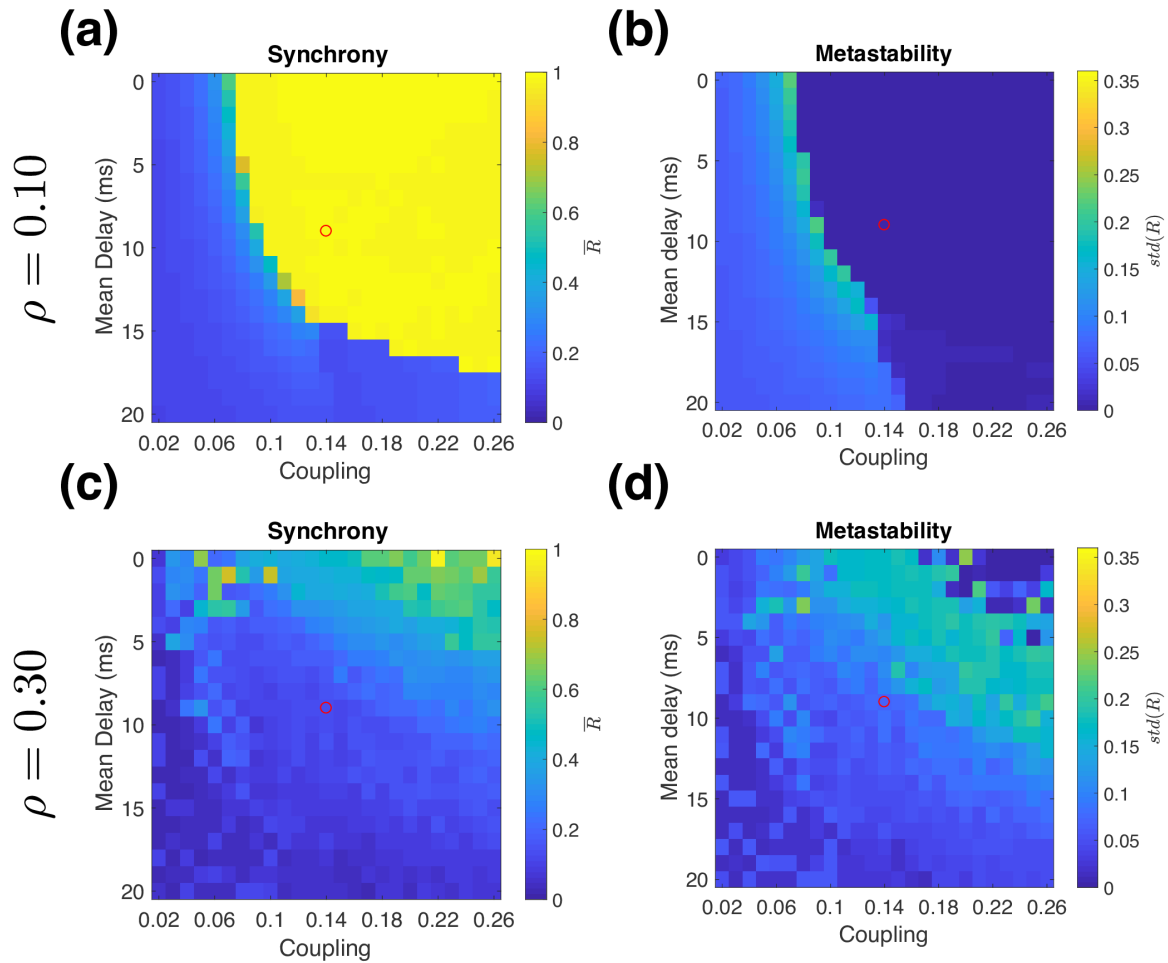 (a)
Synchrony
ρ = 0.10
Mean Delay (ms)
0
5
10
15
20
0.02 0.06 0.1 0.14 0.18 0.22 0.26
Coupling
1
0.8
0.6
0.4
0.2
0
R̅
(b)
Metastability
Mean delay (ms)
0
5
10
15
20
0.02 0.06 0.1 0.14 0.18 0.22 0.26
Coupling
0.35
0.3
0.25
0.2
0.15
0.1
0.05
0
std(R)
(c)
Synchrony
ρ = 0.30
Mean Delay (ms)
0
5
10
15
20
0.02 0.06 0.1 0.14 0.18 0.22 0.26
Coupling
1
0.8
0.6
0.4
0.2
0
R̅
(d)
Metastability
Mean delay (ms)
0
5
10
15
20
0.02 0.06 0.1 0.14 0.18 0.22 0.26
Coupling
0.35
0.3
0.25
0.2
0.15
0.1
0.05
0
std(R)